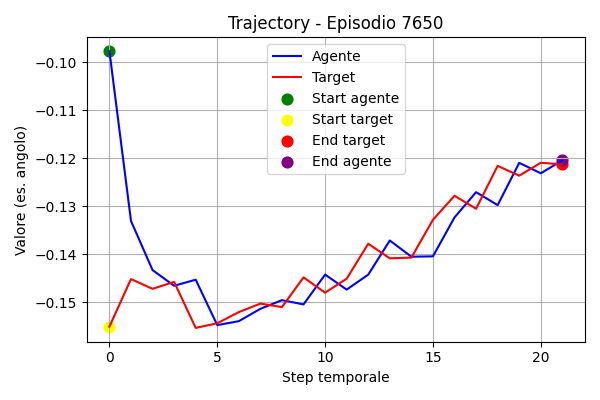 Trajectory - Episodio 7650
Agente
Target
Start agente
Start target
End target
End agente
Valore (es. angolo)
−0.10
−0.11
−0.12
−0.13
−0.14
−0.15
0
5
10
15
20
Step temporale